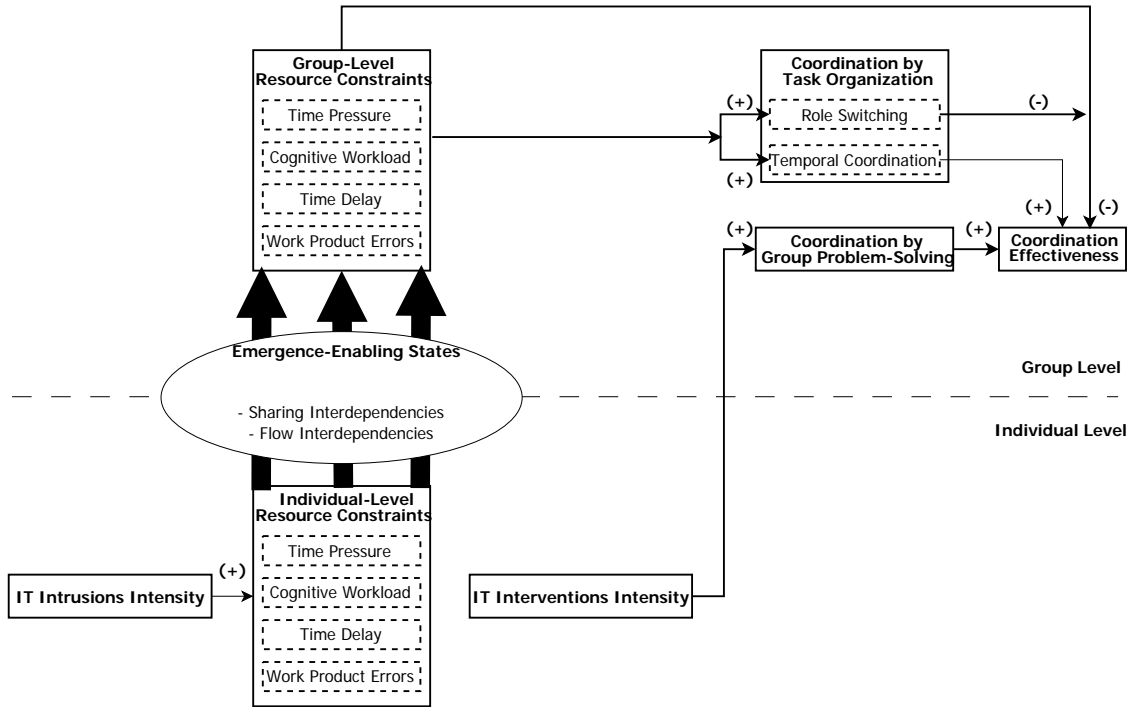 Group-Level
Resource Constraints
Time Pressure
Cognitive Workload
Time Delay
Work Product Errors
Coordination by
Task Organization
(+)
Role Switching
(-)
Temporal Coordination
(+)
(+)
Coordination by
Group Problem-Solving
(+)
(+)
(-)
Coordination
Effectiveness
Emergence-Enabling States
- Sharing Interdependencies
- Flow Interdependencies
Group Level
Individual Level
Individual-Level
Resource Constraints
Time Pressure
Cognitive Workload
Time Delay
Work Product Errors
IT Intrusions Intensity
(+)
IT Interventions Intensity